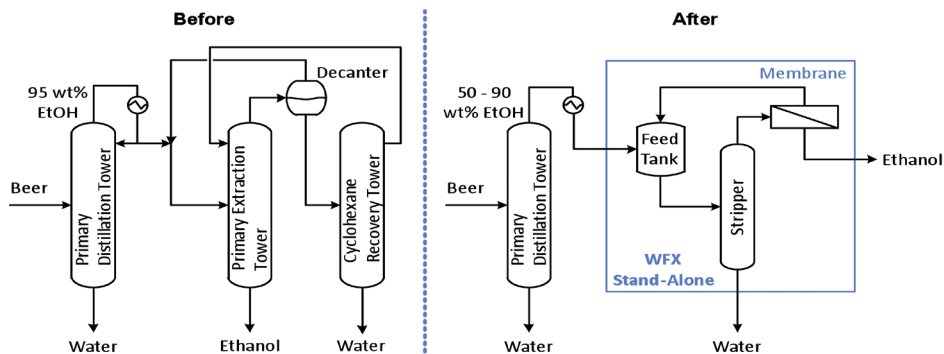 Before
95 wt%
EtOH
Decanter
Beer
Primary
Distillation Tower
Primary Extraction
Tower
Cyclohexane
Recovery Tower
Water
Ethanol
Water
After
50 - 90
wt% EtOH
Membrane
Feed
Tank
Ethanol
Beer
Primary
Distillation Tower
Stripper
WFX
Stand-Alone
Water
Water